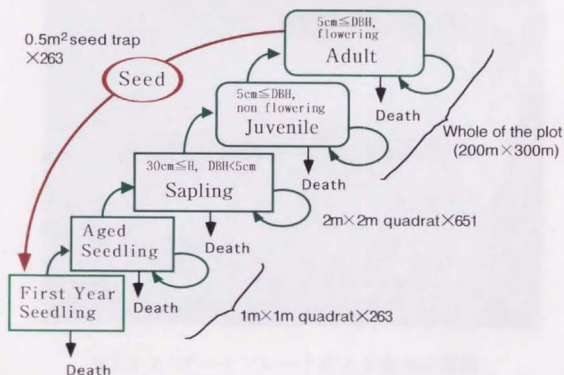 5cm≦DBH,
flowering
Adult
0.5m² seed trap
×263
Seed
Death
5cm≦DBH,
non flowering
Juvenile
Whole of the plot
(200m×300m)
Death
30cm≦H, DBH<5cm
Sapling
2m×2m quadrat×651
Death
Aged
Seedling
Death
First Year
Seedling
1m×1m quadrat×263
Death